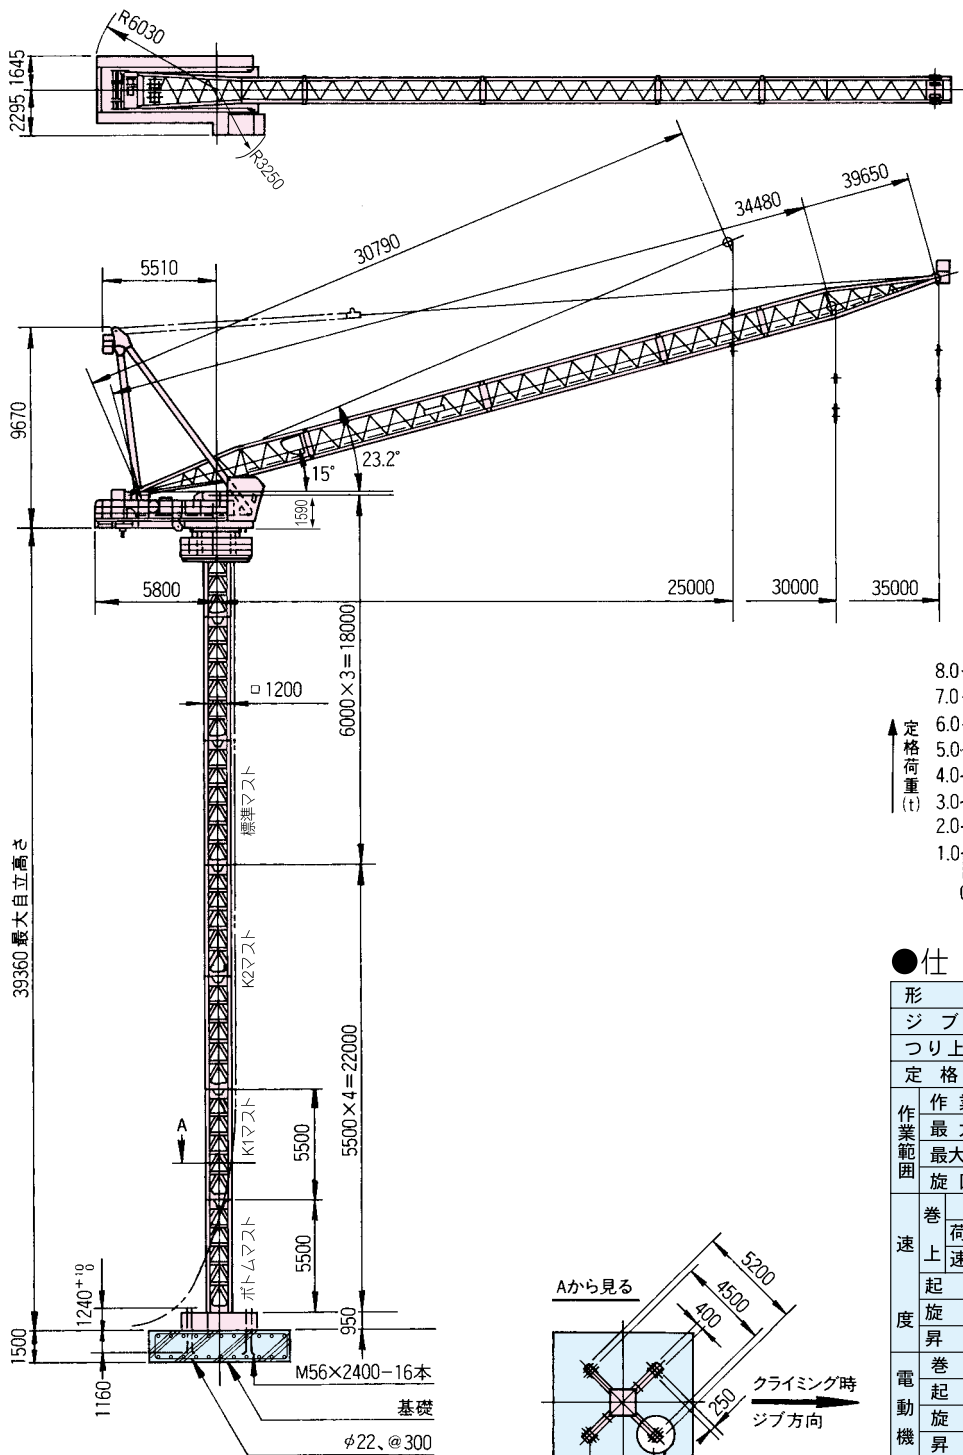 R6030
1645
2295
R3250
39650
34480
30790
5510
9670
15°
23.2°
1590
5800
25000
30000
35000
□1200
6000×3=18000
標準マスト
39360 最大自立高さ
K2マスト
5500×4=22000
A
K1マスト
5500
ボトムマスト
5500
1240 +10 0
950
1500
1160
M56×2400-16本
基礎
φ22、@300
Aから見る
5200
4500
400
250
クライミング時
ジブ方向
8.0
7.0
6.0
5.0
4.0
3.0
2.0
1.0
定格荷重(t)
●仕
形
ジブ
つり上
定格
作業範囲
作業
最大
最大
旋
速度
巻上
荷
速
起
旋
昇
電動機
巻
起
旋
昇